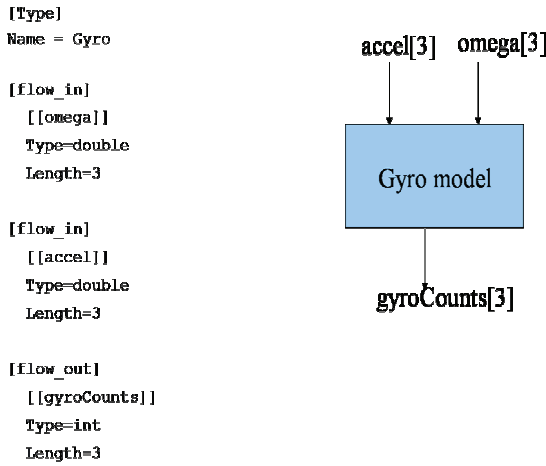 [Type]
Name = Gyro
[flow_in]
[[omega]]
Type=double
Length=3
[flow_in]
[[accel]]
Type=double
Length=3
[flow_out]
[[gyroCounts]]
Type=int
Length=3
accel[3] omega[3]
Gyro model
gyroCounts[3]